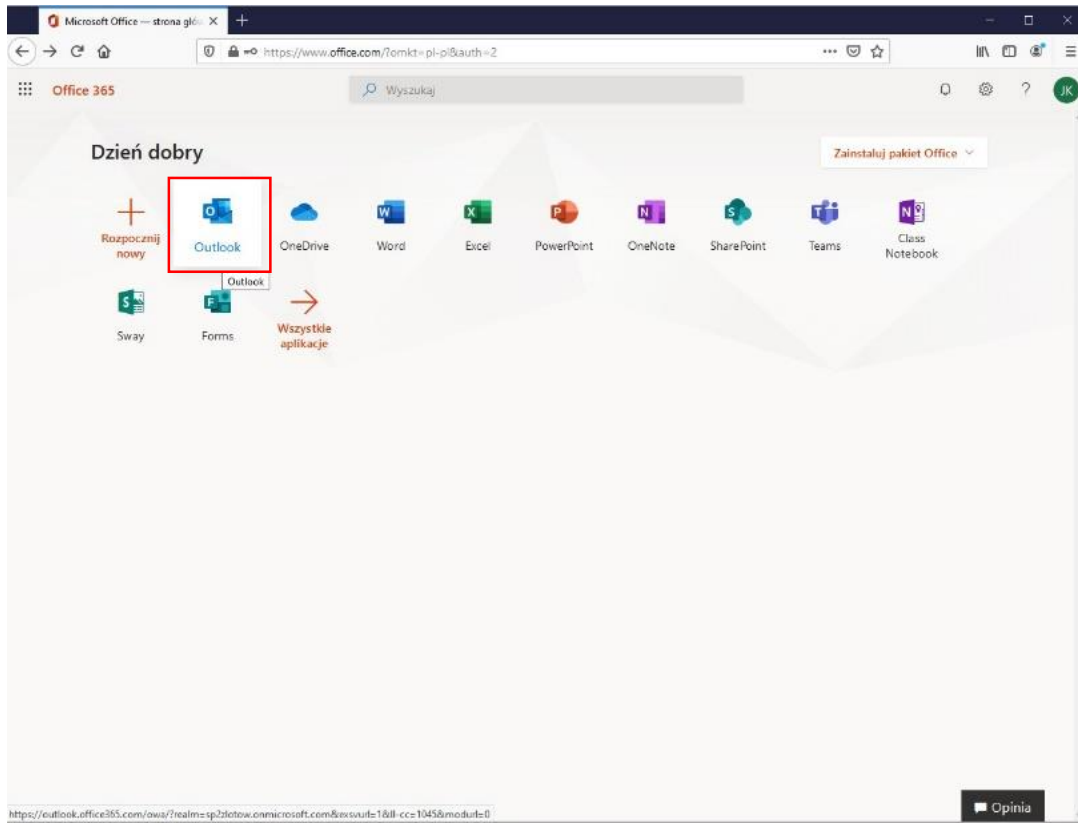 Microsoft Office — strona głó
https://www.office.com/?omkt=pl-pl&auth=2
Office 365
Wyszukaj
JK
Dzień dobry
Zainstaluj pakiet Office
Rozpocznij
nowy
Outlook
OneDrive
Word
Excel
PowerPoint
OneNote
SharePoint
Teams
Class
Notebook
Outlook
Sway
Forms
Wszystkie
aplikacje
Opinia
https://outlook.office365.com/owa/?realm=sp2zlotow.onmicrosoft.com&exsvurl=1&ll-cc=1045&modurl=0